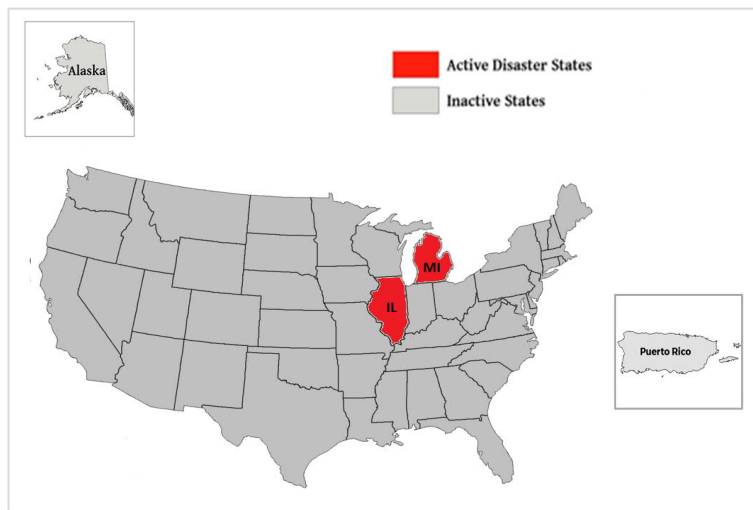 Alaska
Active Disaster States
Inactive States
MI
IL
Puerto Rico